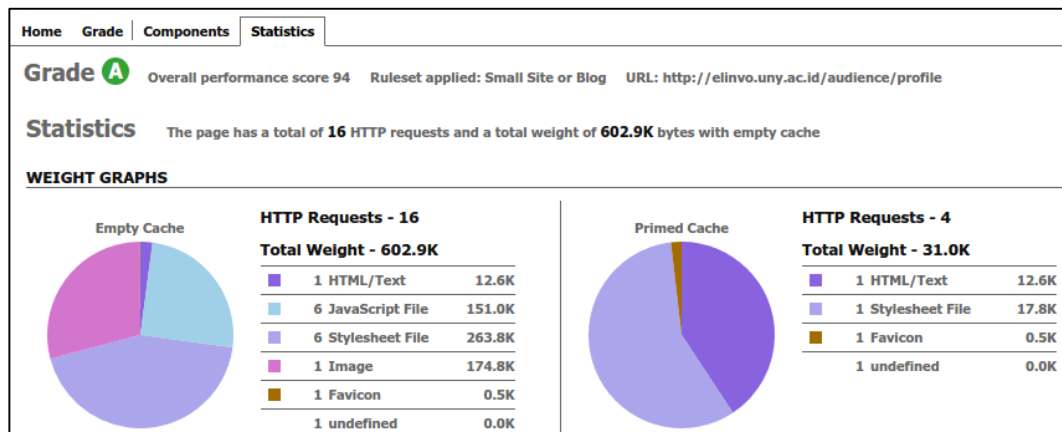 Home Grade Components Statistics
Grade A Overall performance score 94 Ruleset applied: Small Site or Blog URL: http://elinvo.uny.ac.id/audience/profile
Statistics The page has a total of 16 HTTP requests and a total weight of 602.9K bytes with empty cache
WEIGHT GRAPHS
Empty Cache
HTTP Requests - 16
Total Weight - 602.9K
1 HTML/Text 12.6K
6 JavaScript File 151.0K
6 Stylesheet File 263.8K
1 Image 174.8K
1 Favicon 0.5K
1 undefined 0.0K
Primed Cache
HTTP Requests - 4
Total Weight - 31.0K
1 HTML/Text 12.6K
1 Stylesheet File 17.8K
1 Favicon 0.5K
1 undefined 0.0K